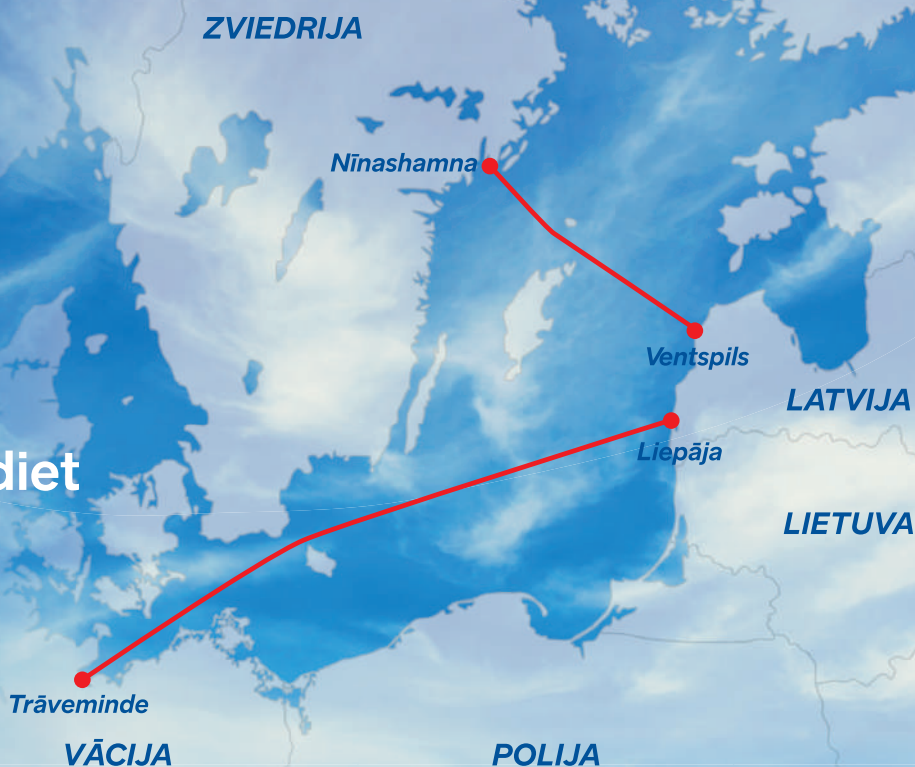 ZVIEDRIJA
Nīnashamna
Ventspils
LATVIJA
Liepāja
diet
LIETUVA
Trāveminde
VĀCIJA
POLIJA